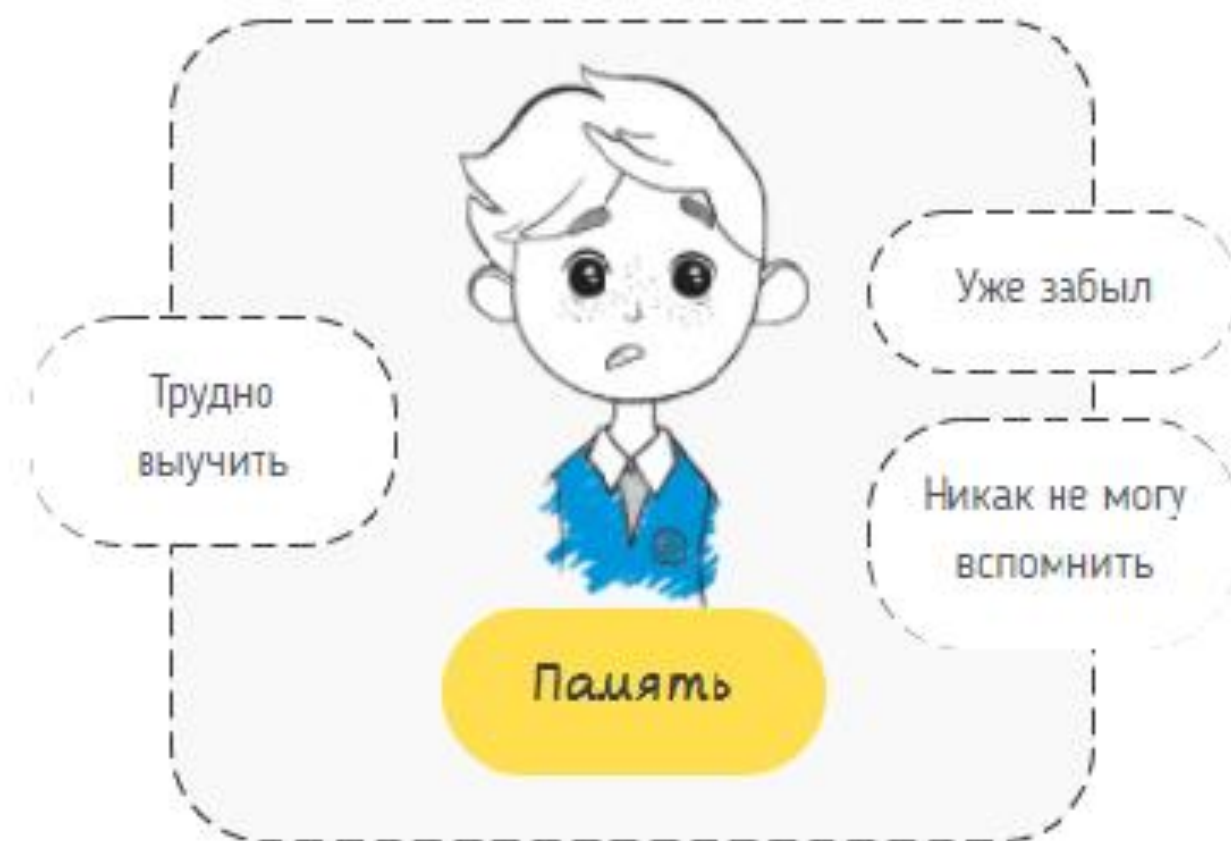 Уже забыл
Трудно
выучить
Никак не могу
вспомнить
Память